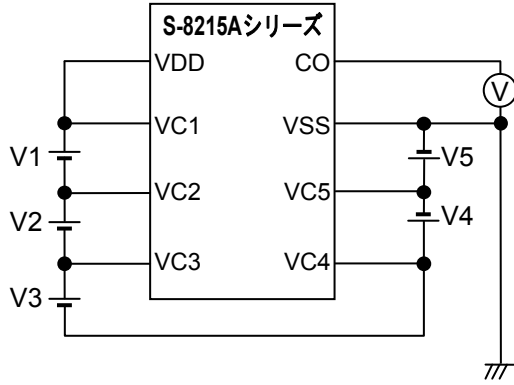 S-8215Aシリーズ
VDD
CO
V
VC1
VSS
V1
V5
VC2
VC5
V2
V4
VC3
VC4
V3